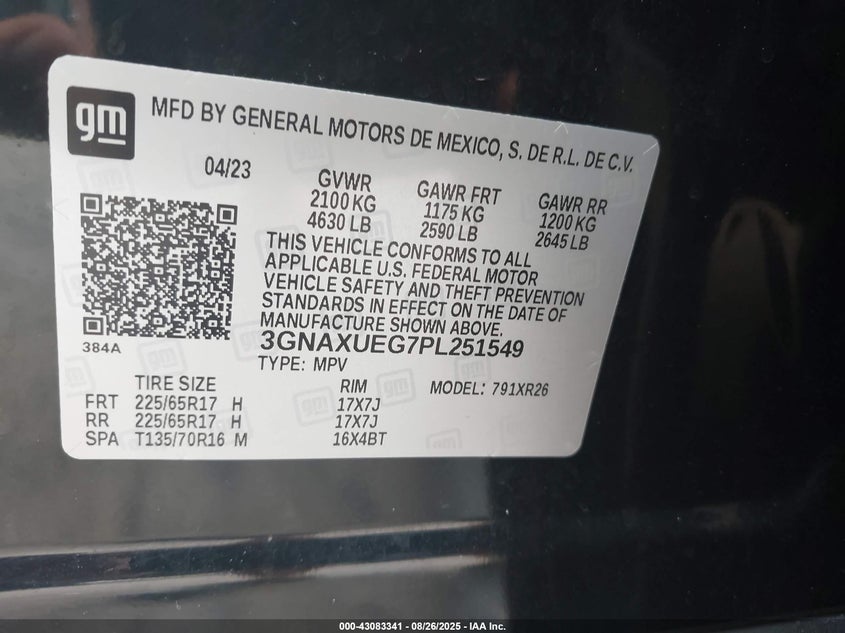 gm
MFD BY GENERAL MOTORS DE MEXICO, S. DE R.L. DE C.V.
04/23
GVWR GAWR FRT GAWR RR
2100 KG 1175 KG 1200 KG
4630 LB 2590 LB 2645 LB
THIS VEHICLE CONFORMS TO ALL
APPLICABLE U.S. FEDERAL MOTOR
VEHICLE SAFETY AND THEFT PREVENTION
STANDARDS IN EFFECT ON THE DATE OF
MANUFACTURE SHOWN ABOVE.
384A
3GNAXUEG7PL251549
TYPE: MPV
TIRE SIZE RIM MODEL: 791XR26
FRT 225/65R17 H 17X7J
RR 225/65R17 H 17X7J
SPA T135/70R16 M 16X4BT
000-43083341 - 08/26/2025 - IAA Inc.